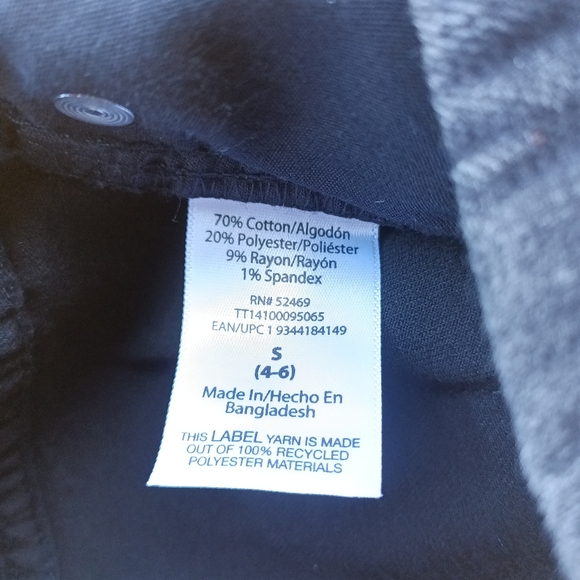 70% Cotton/Algodón
20% Polyester/Poliéster
9% Rayon/Rayón
1% Spandex
RN# 52469
TT14100095065
EAN/UPC 1 9344184149
S
(4-6)
Made In/Hecho En
Bangladesh
THIS LABEL YARN IS MADE
OUT OF 100% RECYCLED
POLYESTER MATERIALS